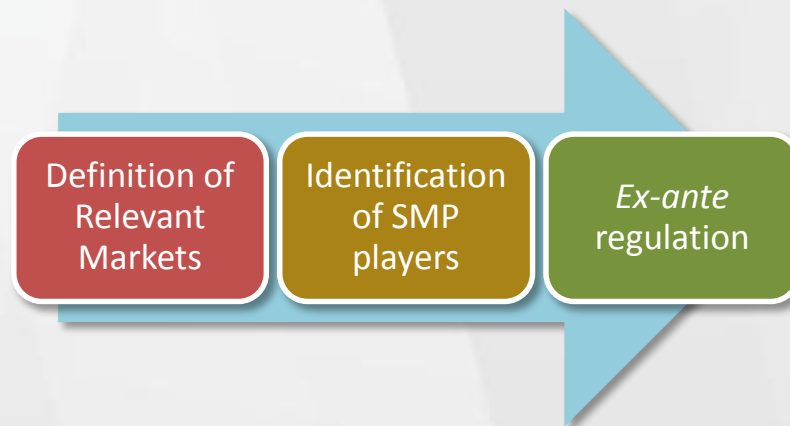 Definition of
Relevant
Markets
Identification
of SMP
players
Ex-ante
regulation